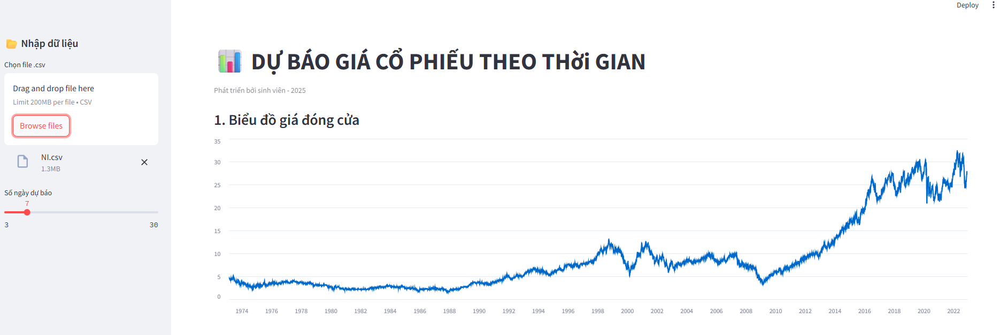 Deploy
Nhập dữ liệu
Chọn file .csv
Drag and drop file here
Limit 200MB per file • CSV
Browse files
NI.csv
1.3MB
Số ngày dự báo
7
3 30
DỰ BÁO GIÁ CỔ PHIẾU THEO THời GIAN
Phát triển bởi sinh viên - 2025
1. Biểu đồ giá đóng cửa
35
30
25
20
15
10
5
0
1974 1976 1978 1980 1982 1984 1986 1988 1990 1992 1994 1996 1998 2000 2002 2004 2006 2008 2010 2012 2014 2016 2018 2020 2022